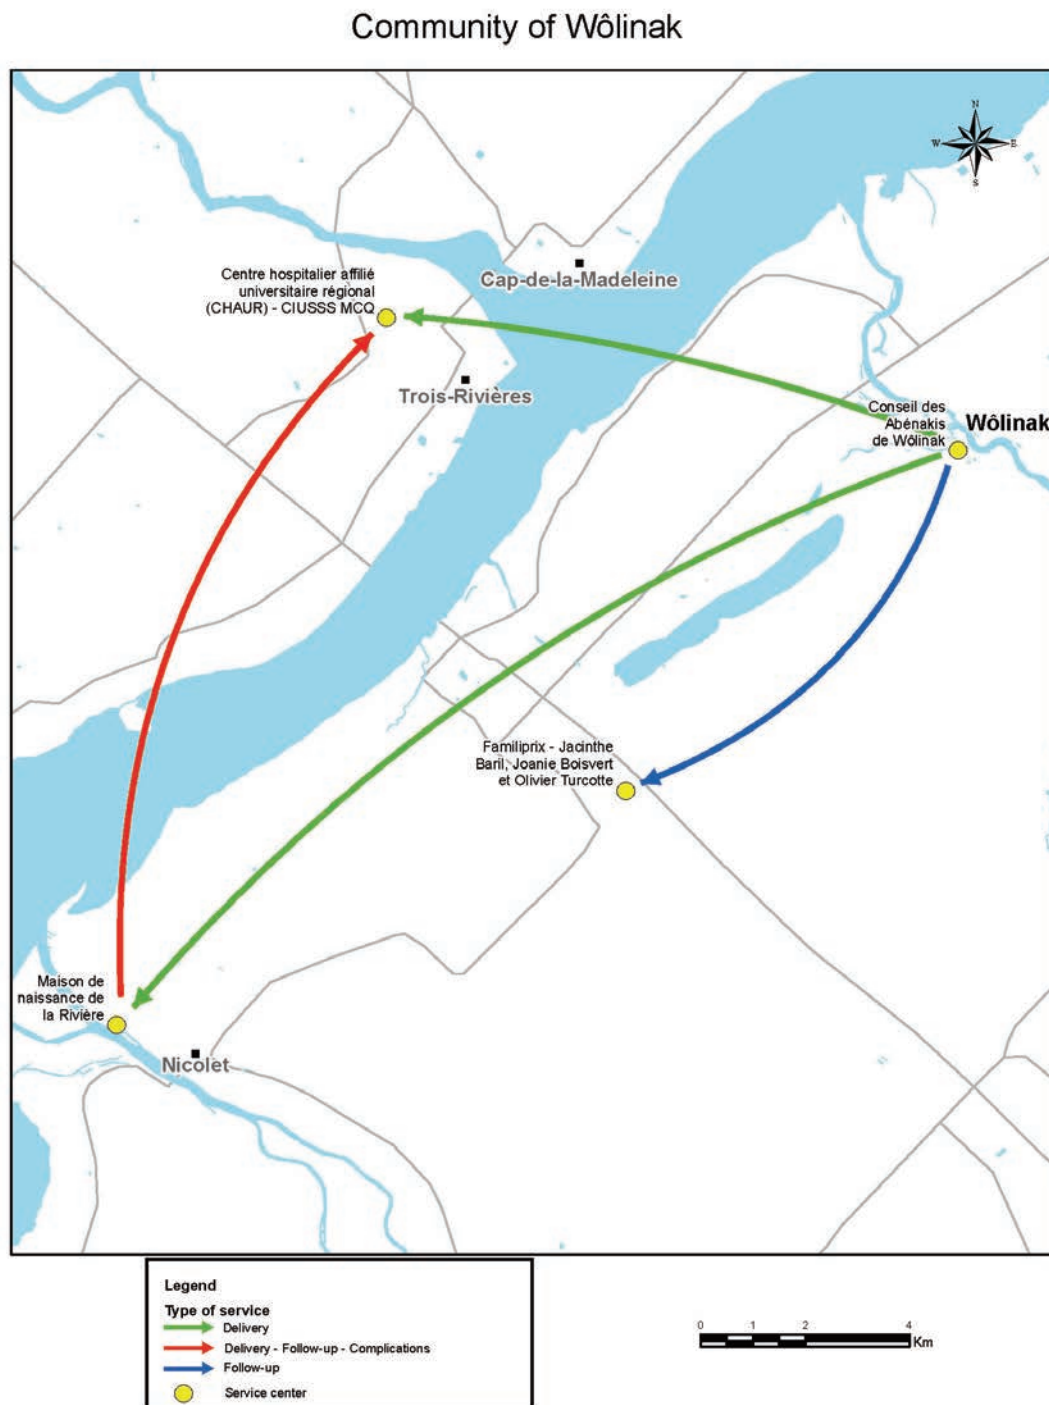 Community of Wôlinak
N
W
E
S
Centre hospitalier affilié
universitaire régional
(CHAUR) - CIUSSS MCQ
Cap-de-la-Madeleine
Trois-Rivières
Conseil des
Abénakis
de Wôlinak
Wôlinak
Familiprix - Jacinthe
Baril, Joanie Boisvert
et Olivier Turcotte
Maison de
naissance de
la Rivière
Nicolet
Legend
Type of service
Delivery
Delivery - Follow-up - Complications
Follow-up
Service center
0 1 2 4
Km